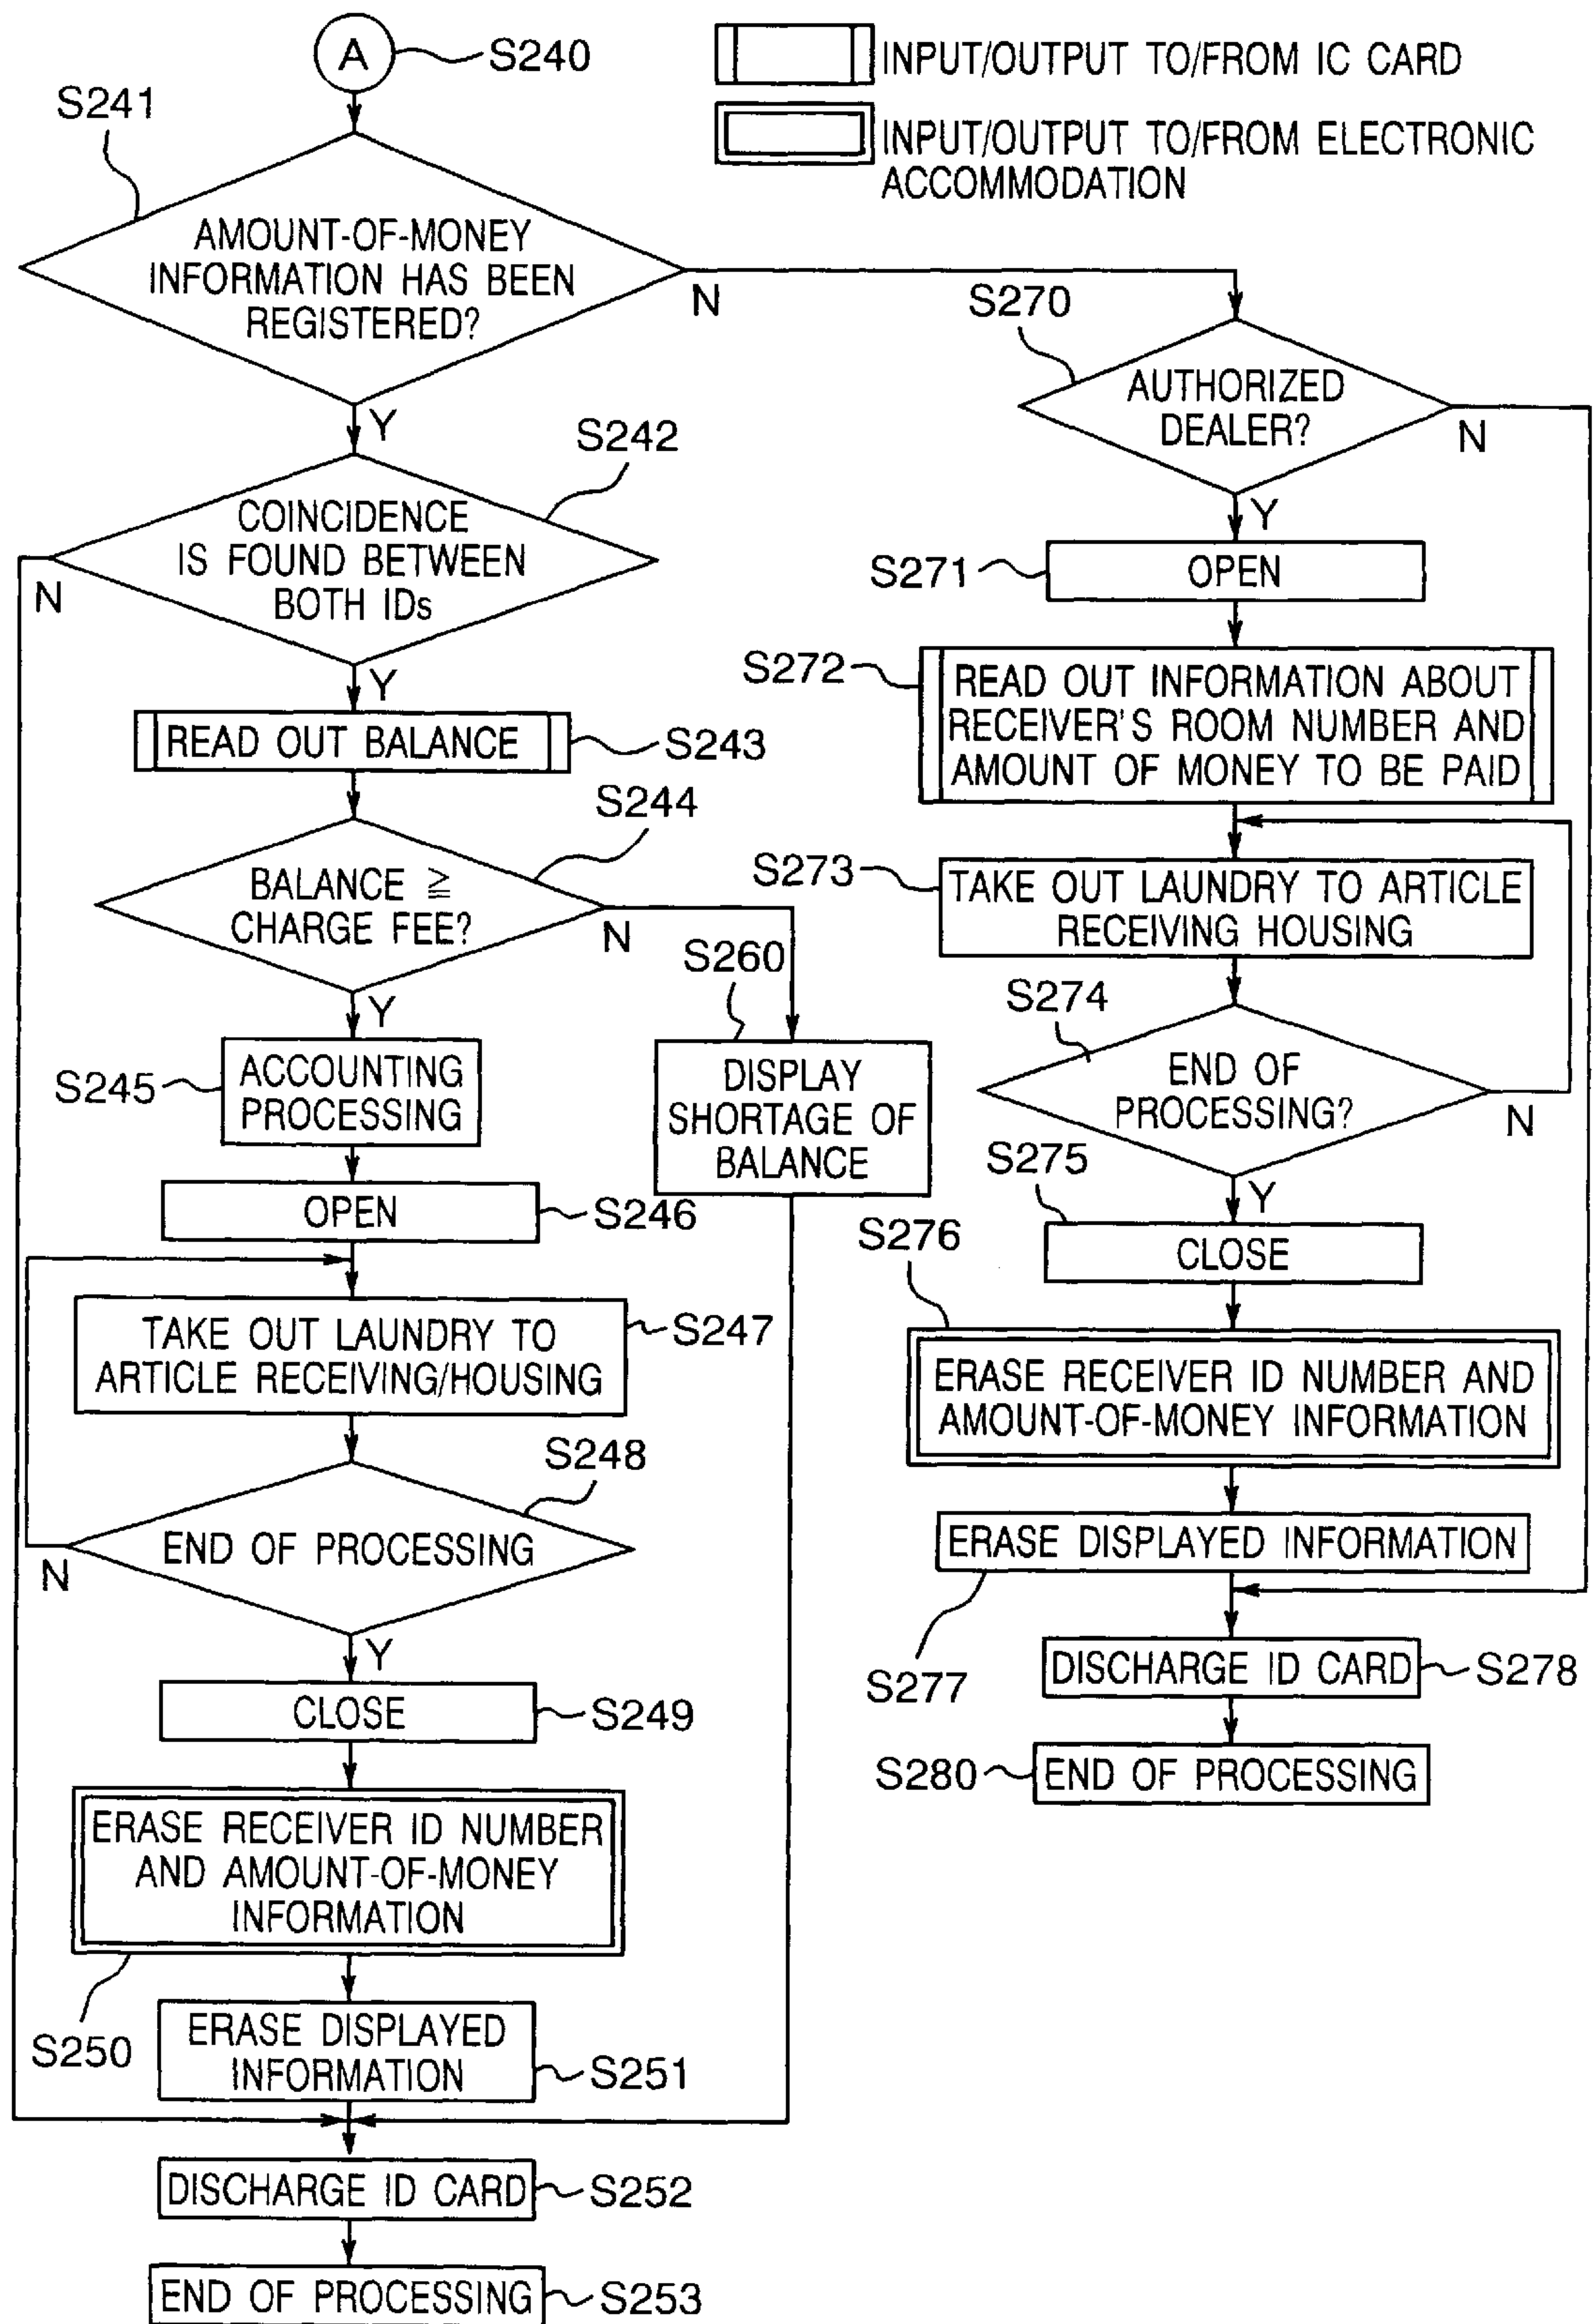 A
S240
INPUT/OUTPUT TO/FROM IC CARD
INPUT/OUTPUT TO/FROM ELECTRONIC
ACCOMMODATION
S241
AMOUNT-OF-MONEY
INFORMATION HAS BEEN
REGISTERED?
N
Y
S242
COINCIDENCE
IS FOUND BETWEEN
BOTH IDs
N
Y
READ OUT BALANCE
S243
S244
BALANCE ≧
CHARGE FEE?
N
Y
S245
ACCOUNTING
PROCESSING
S260
DISPLAY
SHORTAGE OF
BALANCE
OPEN
S246
TAKE OUT LAUNDRY TO
ARTICLE RECEIVING/HOUSING
S247
S248
END OF PROCESSING
N
Y
CLOSE
S249
ERASE RECEIVER ID NUMBER
AND AMOUNT-OF-MONEY
INFORMATION
S250
ERASE DISPLAYED
INFORMATION
S251
DISCHARGE ID CARD
S252
END OF PROCESSING
S253
S270
AUTHORIZED
DEALER?
N
Y
S271
OPEN
S272
READ OUT INFORMATION ABOUT
RECEIVER'S ROOM NUMBER AND
AMOUNT OF MONEY TO BE PAID
S273
TAKE OUT LAUNDRY TO ARTICLE
RECEIVING HOUSING
S274
END OF
PROCESSING?
N
Y
S275
CLOSE
S276
ERASE RECEIVER ID NUMBER AND
AMOUNT-OF-MONEY INFORMATION
ERASE DISPLAYED INFORMATION
S277
DISCHARGE ID CARD
S278
S280
END OF PROCESSING